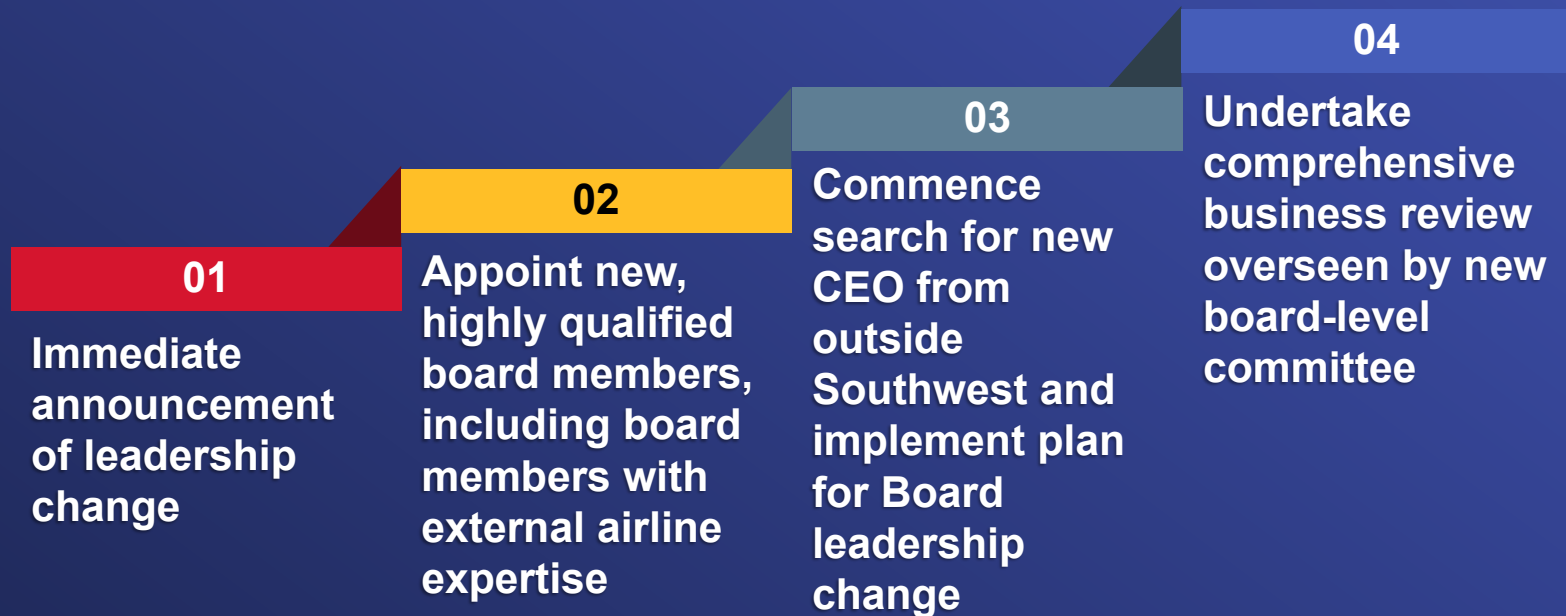 01
Immediate
announcement
of leadership
change
02
Appoint new,
highly qualified
board members,
including board
members with
external airline
expertise
03
Commence
search for new
CEO from
outside
Southwest and
implement plan
for Board
leadership
change
04
Undertake
comprehensive
business review
overseen by new
board-level
committee